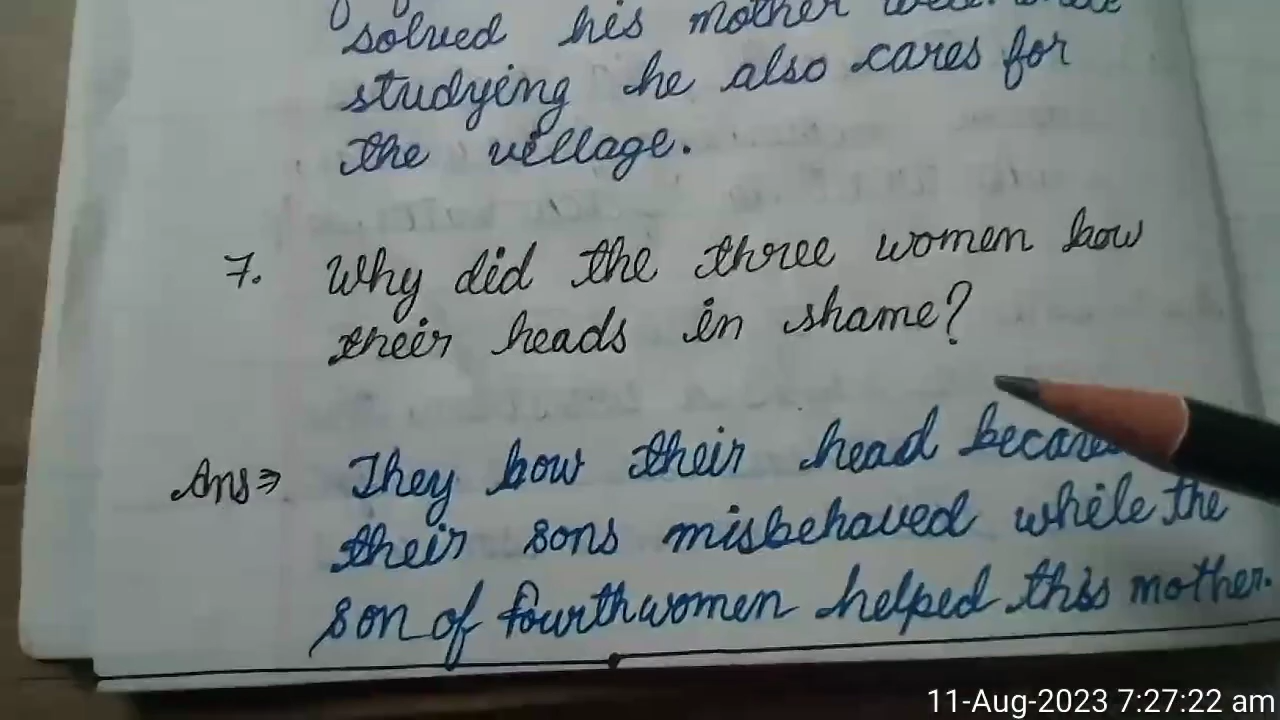 solved his mother
studying he also cares for
the village.
7. Why did the three women bow
their heads in shame?
Ans⇒ They bow their head
their sons misbehaved while the
son of fourthwomen helped this mother.
11-Aug-2023 7:27:22 am